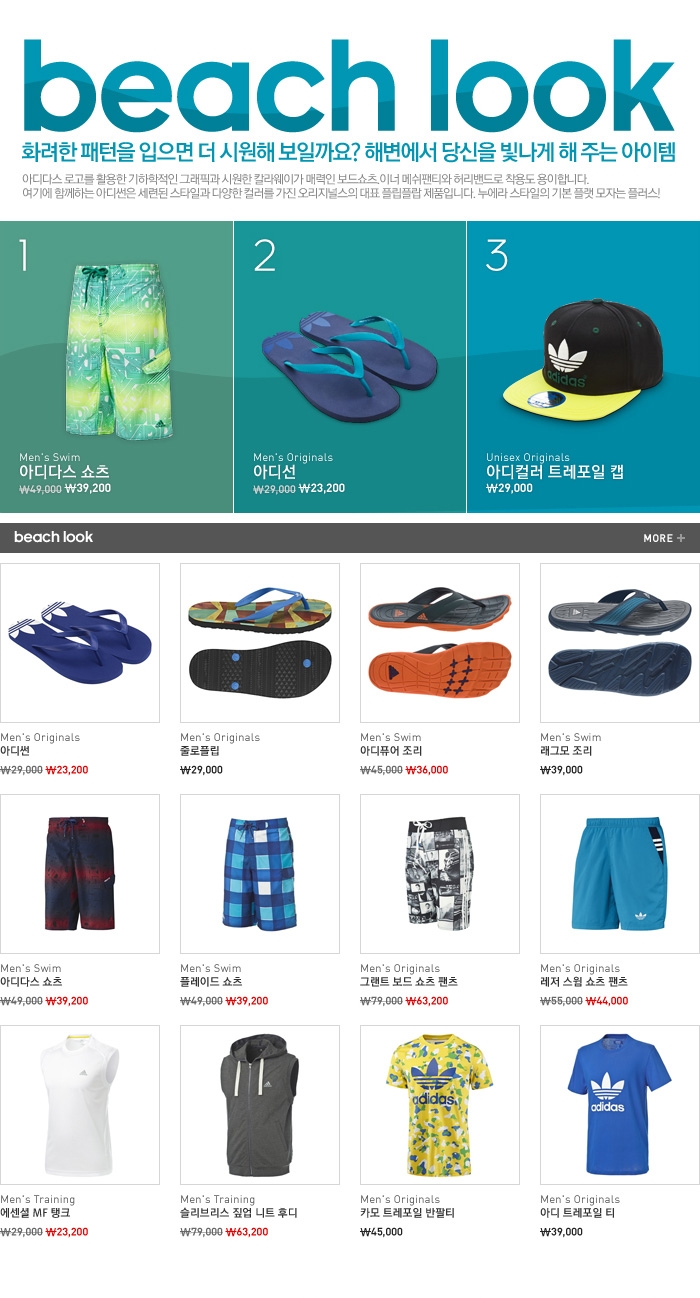 beach look
화려한 패턴을 입으면 더 시원해 보일까요? 해변에서 당신을 빛나게 해 주는 아이템
아디다스 로고를 활용한 기하학적인 그래픽과 시원한 칼라웨이가 매력인 보드쇼츠.이너 메쉬팬티와 허리밴드로 착용도 용이합니다.
여기에 함께하는 아디썬은 세련된 스타일과 다양한 컬러를 가진 오리지널스의 대표 플립플랍 제품입니다. 누에라 스타일의 기본 플랫 모자는 플러스!
1
2
3
adidas
Men's Swim
아디다스 쇼츠
₩49,000 ₩39,200
Men's Originals
아디선
₩29,000 ₩23,200
Unisex Originals
아디컬러 트레포일 캡
₩29,000
beach look
MORE +
Men's Originals
아디썬
₩29,000 ₩23,200
Men's Originals
줄로플립
₩29,000
Men's Swim
아디퓨어 조리
₩45,000 ₩36,000
Men's Swim
래그모 조리
₩39,000
Men's Swim
아디다스 쇼츠
₩49,000 ₩39,200
Men's Swim
플레이드 쇼츠
₩49,000 ₩39,200
Men's Originals
그랜트 보드 쇼츠 팬츠
₩79,000 ₩63,200
Men's Originals
레저 스윔 쇼츠 팬츠
₩55,000 ₩44,000
adidas
adidas
Men's Training
에센셜 MF 탱크
₩29,000 ₩23,200
Men's Training
슬리브리스 짚업 니트 후디
₩79,000 ₩63,200
Men's Originals
카모 트레포일 반팔티
₩45,000
Men's Originals
아디 트레포일 티
₩39,000